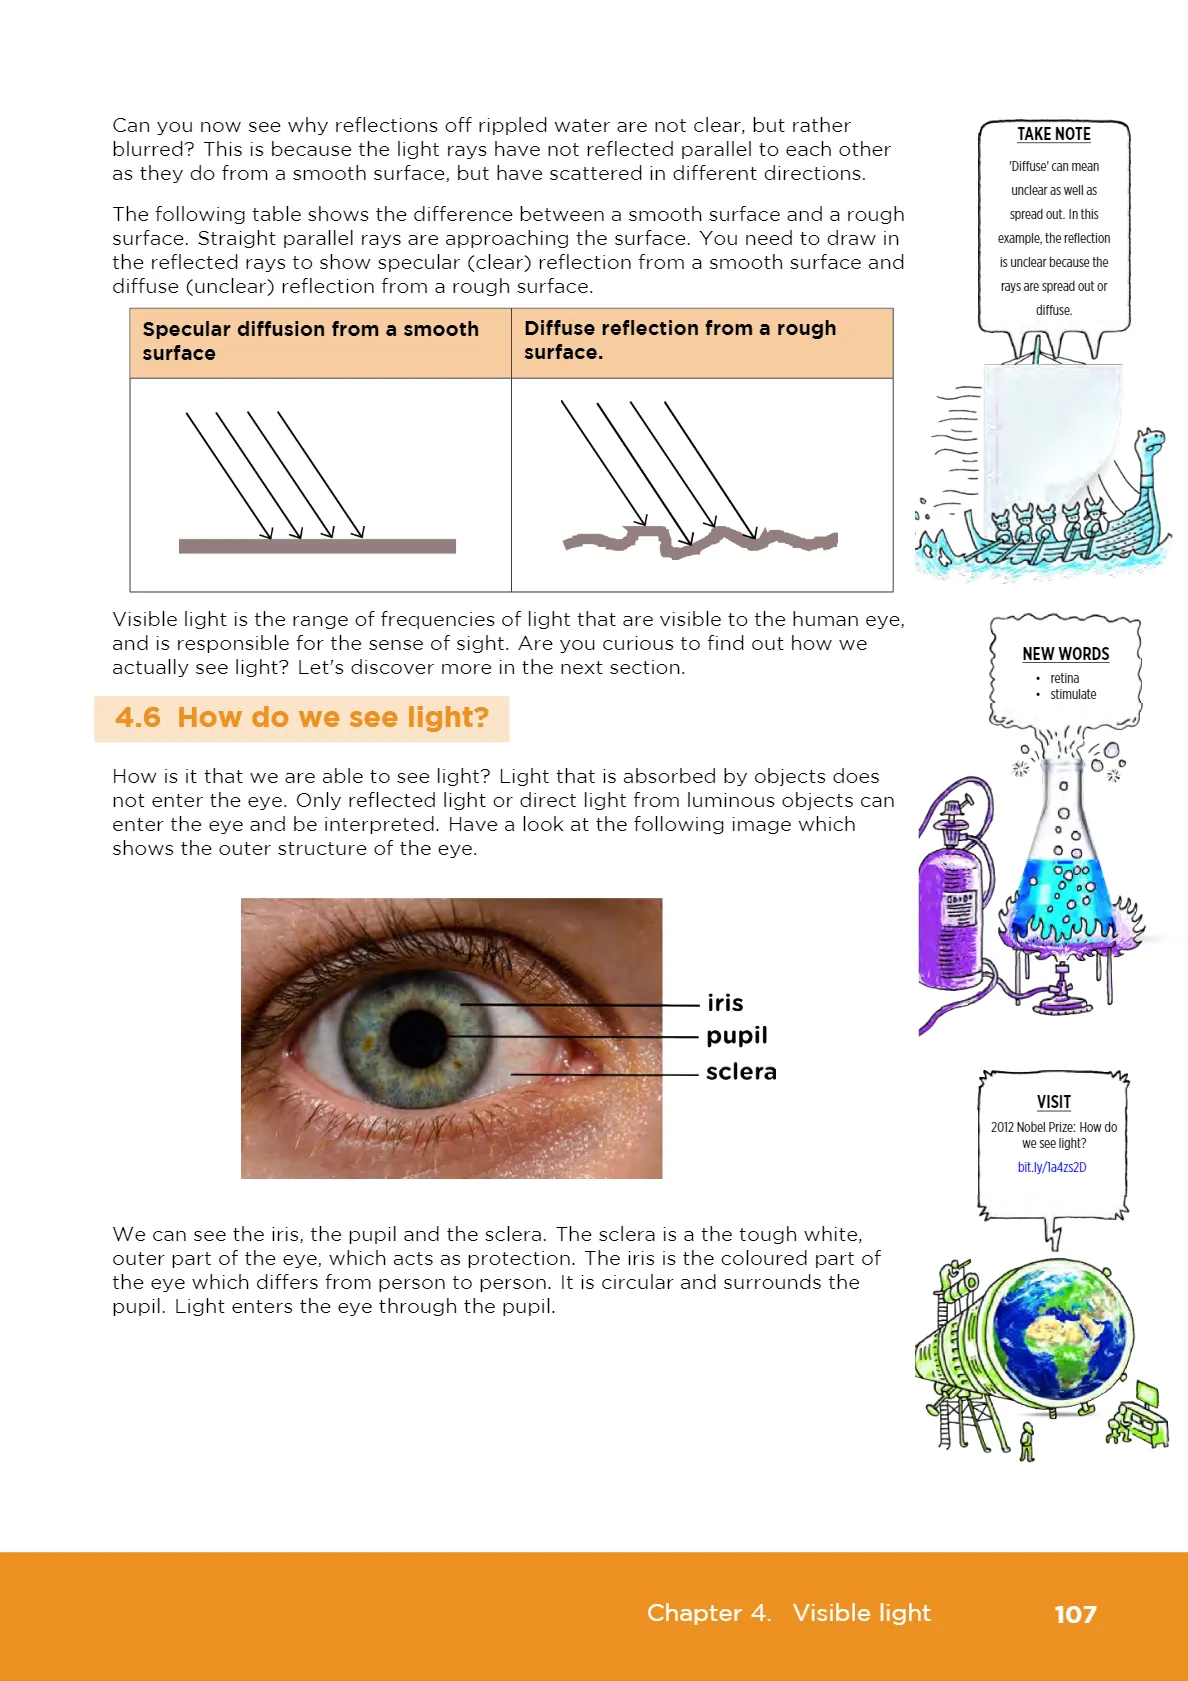 Can you now see why reflections off rippled water are not clear, but rather
blurred? This is because the light rays have not reflected parallel to each other
as they do from a smooth surface, but have scattered in different directions.
The following table shows the difference between a smooth surface and a rough
surface. Straight parallel rays are approaching the surface. You need to draw in
the reflected rays to show specular (clear) reflection from a smooth surface and
diffuse (unclear) reflection from a rough surface.
Specular diffusion from a smooth
surface
Diffuse reflection from a rough
surface.
Visible light is the range of frequencies of light that are visible to the human eye,
and is responsible for the sense of sight. Are you curious to find out how we
actually see light? Let's discover more in the next section.
4.6 How do we see light?
How is it that we are able to see light? Light that is absorbed by objects does
not enter the eye. Only reflected light or direct light from luminous objects can
enter the eye and be interpreted. Have a look at the following image which
shows the outer structure of the eye.
iris
pupil
sclera
We can see the iris, the pupil and the sclera. The sclera is a the tough white,
outer part of the eye, which acts as protection. The iris is the coloured part of
the eye which differs from person to person. It is circular and surrounds the
pupil. Light enters the eye through the pupil.
TAKE NOTE
'Diffuse' can mean
unclear as well as
spread out. In this
example, the reflection
is unclear because the
rays are spread out or
diffuse.
NEW WORDS
• retina
• stimulate
VISIT
2012 Nobel Prize: How do
we see light?
bit.ly/1a4zs2D
Chapter 4. Visible light
107